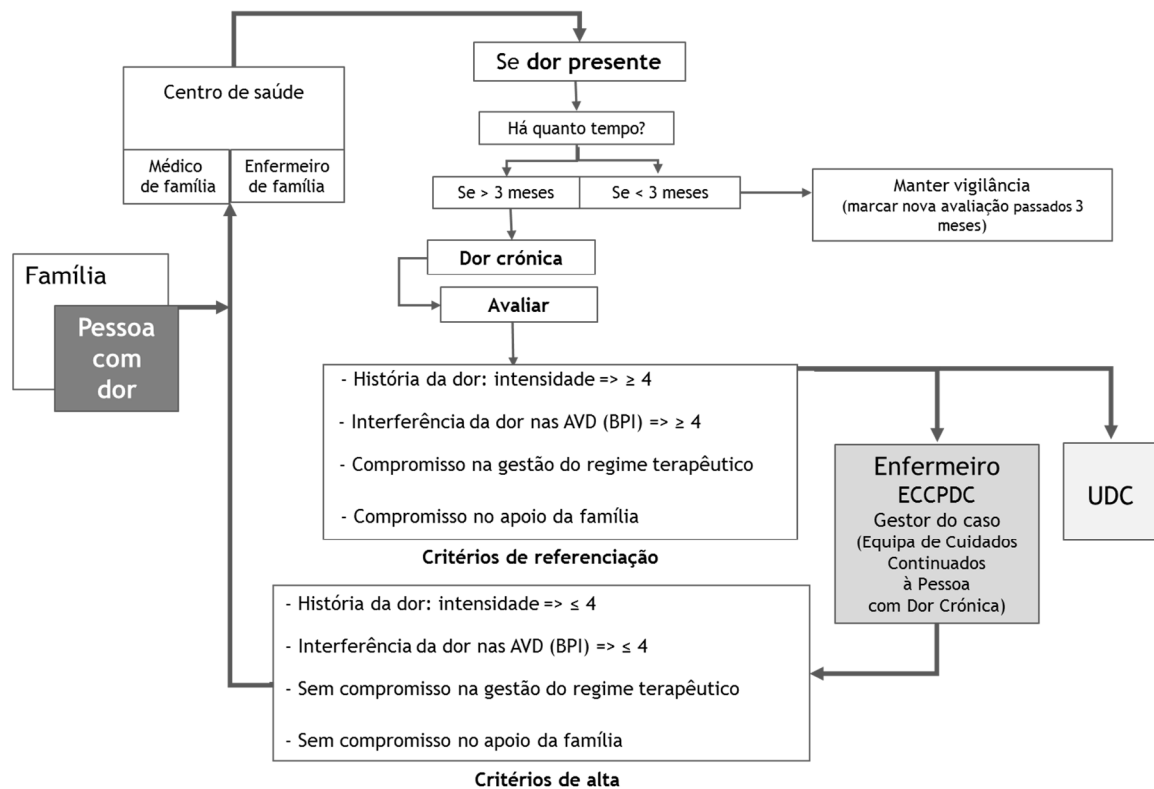 Se dor presente
Centro de saúde
Médico
de família
Enfermeiro
de família
Há quanto tempo?
Se > 3 meses
Se < 3 meses
Manter vigilância
(marcar nova avaliação passados 3
meses)
Dor crónica
Avaliar
Família
Pessoa
com
dor
- História da dor: intensidade => ≥ 4
- Interferência da dor nas AVD (BPI) => ≥ 4
- Compromisso na gestão do regime terapêutico
- Compromisso no apoio da família
Critérios de referenciação
Enfermeiro
ECCPDC
Gestor do caso
(Equipa de Cuidados
Continuados
à Pessoa
com Dor Crónica)
UDC
- História da dor: intensidade => ≤ 4
- Interferência da dor nas AVD (BPI) => ≤ 4
- Sem compromisso na gestão do regime terapêutico
- Sem compromisso no apoio da família
Critérios de alta